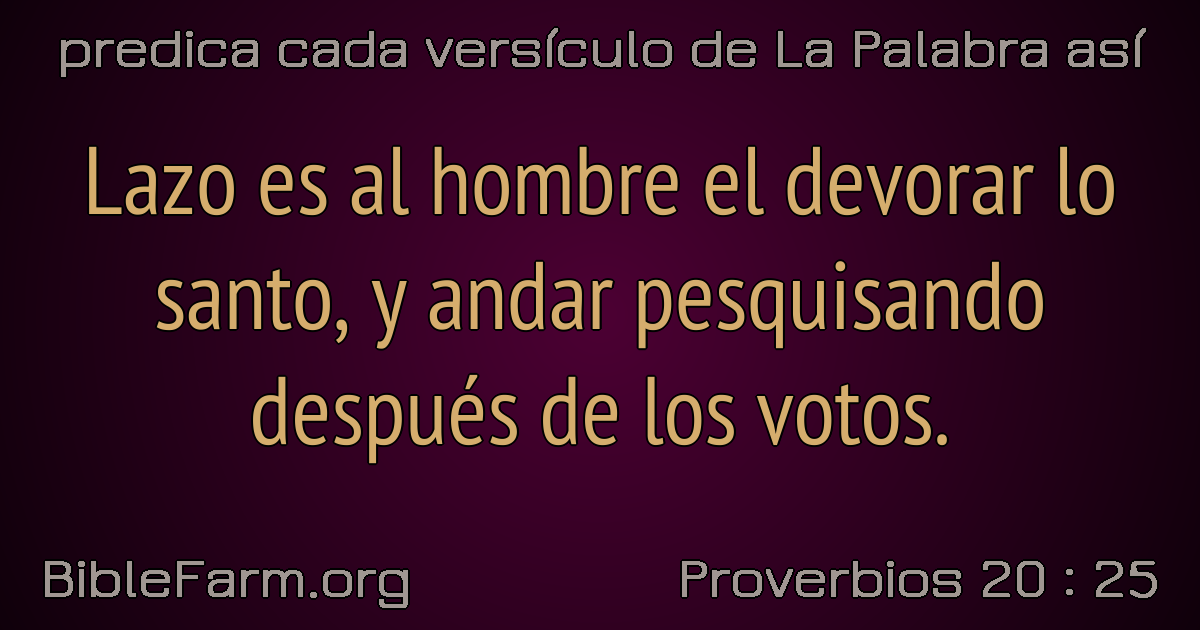 predica cada versículo de La Palabra así
Lazo es al hombre el devorar lo
santo, y andar pesquisando
después de los votos.
BibleFarm.org
Proverbios 20 : 25